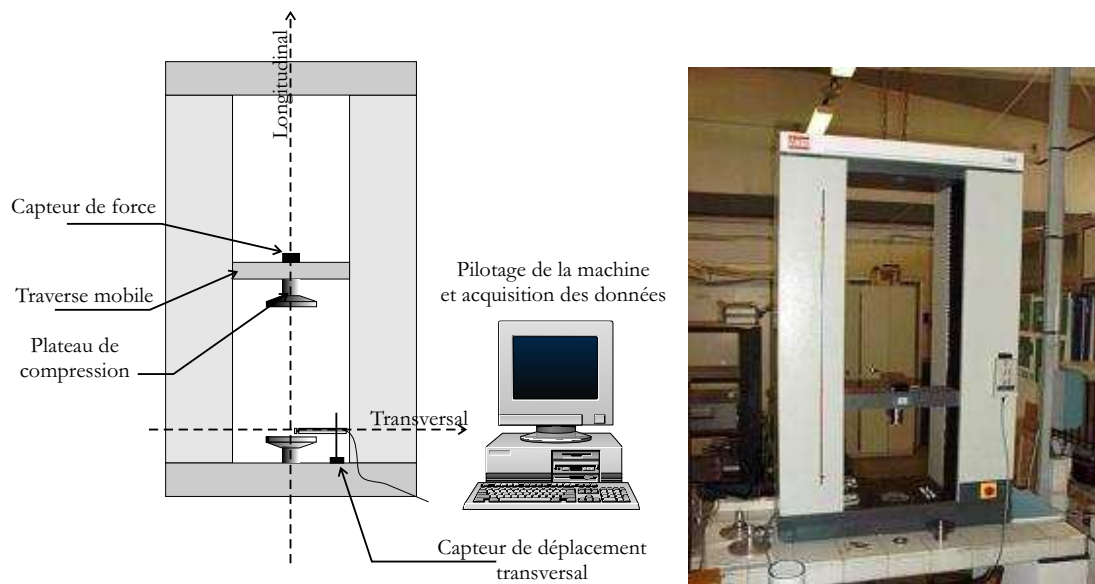 Longitudinal
Capteur de force
Traverse mobile
Plateau de
compression
Transversal
Pilotage de la machine
et acquisition des données
Capteur de déplacement
transversal